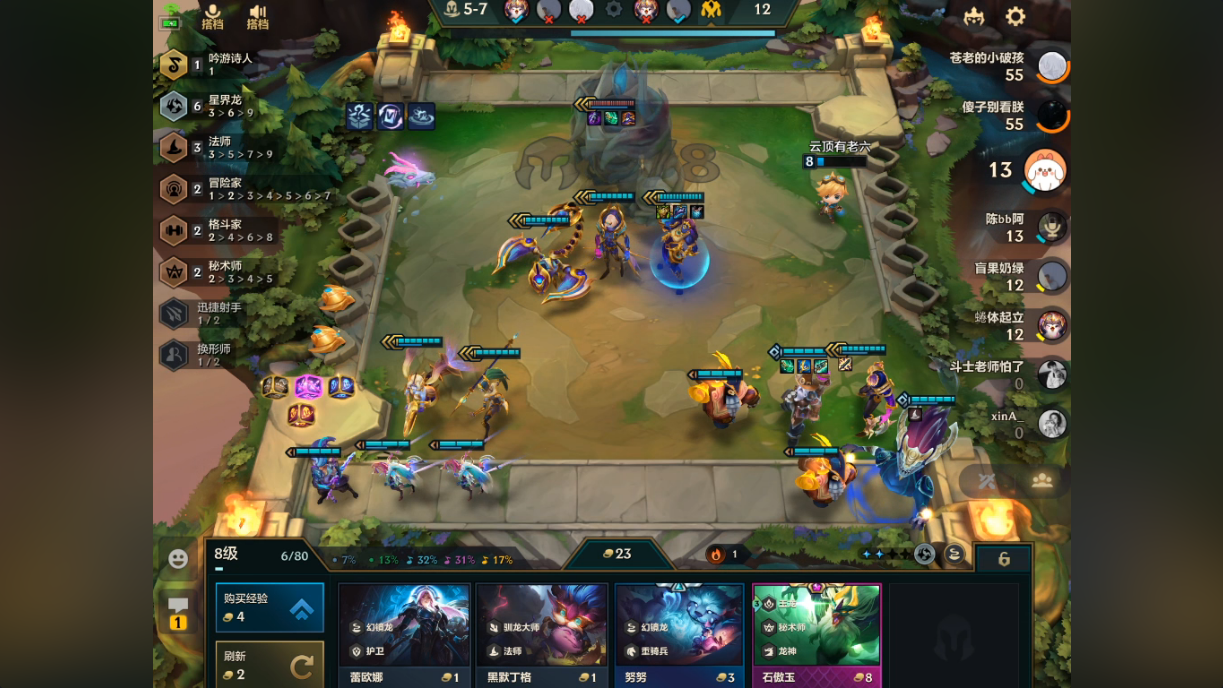 搭档
搭档
5-7
12
1
吟游诗人
1
6
星界龙
3 > 6 > 9
3
法师
3 > 5 > 7 > 9
2
冒险家
1 > 2 > 3 > 4 > 5 > 6 > 7
2
格斗家
2 > 4 > 6 > 8
2
秘术师
2 > 3 > 4 > 5
迅捷射手
1 / 2
换形师
1 / 2
8
云顶有老六
8
苍老的小破孩
55
傻子别看朕
55
13
陈bb阿
13
盲果奶绿
12
蜷体起立
12
斗士老师怕了
0
xinA_
0
8级
6/80
7%
13%
32%
31%
17%
23
1
购买经验
4
刷新
2
1
幻镜龙
护卫
蕾欧娜
1
驯龙大师
法师
黑默丁格
1
幻镜龙
重骑兵
努努
3
3
玉龙
秘术师
龙神
石傲玉
8